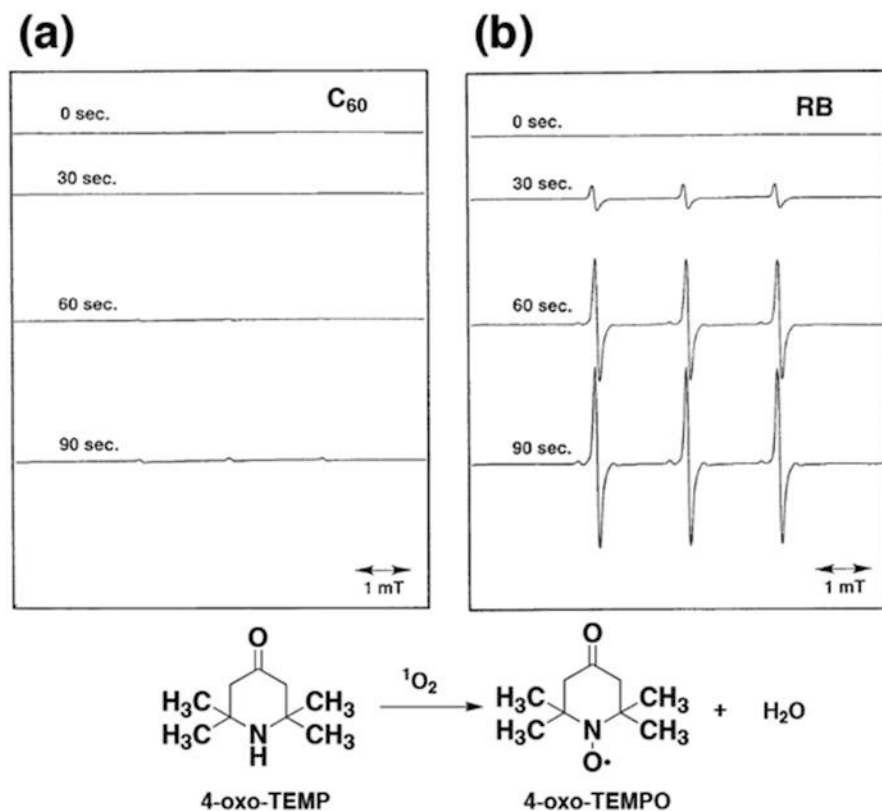 (a)
C₆₀
0 sec.
30 sec.
60 sec.
90 sec.
1 mT
(b)
RB
0 sec.
30 sec.
60 sec.
90 sec.
1 mT
O
H₃C
CH₃
H₃C
CH₃
N
H
4-oxo-TEMP
¹O₂
O
H₃C
CH₃
H₃C
CH₃
N
O•
4-oxo-TEMPO
+ H₂O